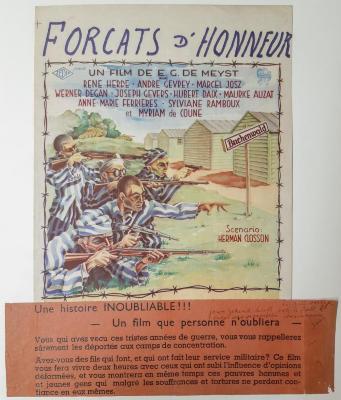 FORCATS D'HONNEUR
UN FILM DE E. G. DE MEYST
RENE HERDE - ANDRE GEVREY - MARCEL JOSZ
WERNER DEGAN - JOSEPH GEVERS - HUBERT DAIX - MAURICE AUZAT
ANNE-MARIE FERRIERES - SYLVIANE RAMBOUX
ET MYRIAM DE COUNE
Buchenwald
Scenario:
HERMAN CLOSSON
Une histoire INOUBLIABLE!!!
— Un film que personne n'oubliera —
Vous qui avez vecu ces tristes années de guerre, vous vous rappellerez
sûrement les déportés aux camps de concentration.
Avez-vous des fils qui font, et qui ont fait leur service militaire? Ce film
vous fera vivre deux heures avec ceux qui ont subi l'influence d'opinions
déformées, et vous montrera en même temps ces pauvres hommes et
et jeunes gens qui malgré les souffrances et tortures ne perdent con-
fiance en eux mêmes.